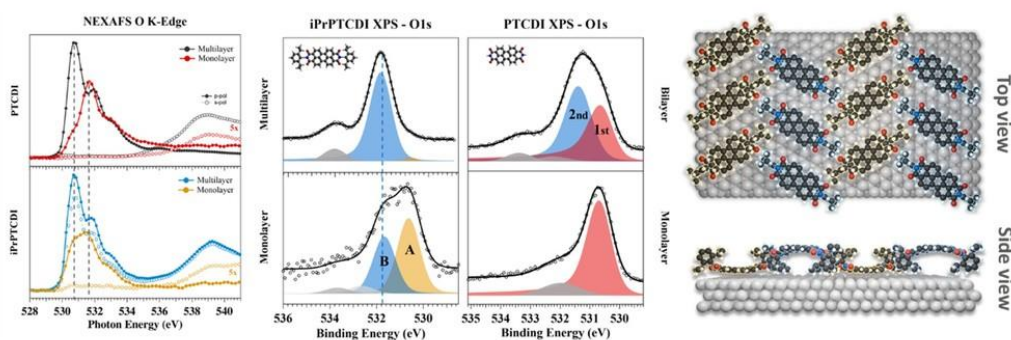 NEXAFS O K-Edge
PTCDI
Multilayer
Monolayer
p-pol
s-pol
5x
iPrPTCDI
Multilayer
Monolayer
5x
528 530 532 534 536 538 540
Photon Energy (eV)
iPrPTCDI XPS - O1s
Multilayer
Monolayer
B
A
536 534 532 530
Binding Energy (eV)
PTCDI XPS - O1s
2nd
1st
Bilayer
Monolayer
535 534 533 532 531 530 529
Binding Energy (eV)
Top view
Side view